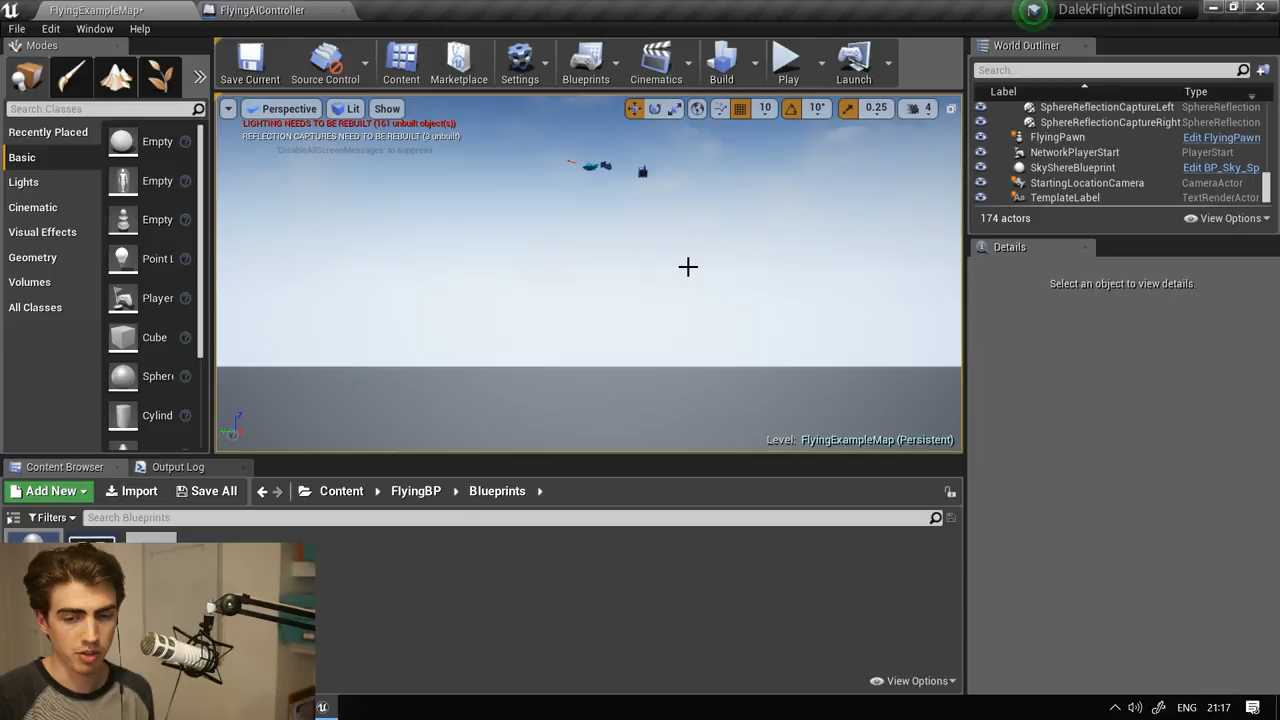 FlyingExampleMap*
FlyingAIController
DalekFlightSimulator
File
Edit
Window
Help
Modes
Save Current
Source Control
Content
Marketplace
Settings
Blueprints
Cinematics
Build
Play
Launch
Search Classes
Recently Placed
Basic
Lights
Cinematic
Visual Effects
Geometry
Volumes
All Classes
Empty
Empty
Empty
Point L
Player
Cube
Spher
Cylind
Perspective
Lit
Show
10
10°
0.25
4
LIGHTING NEEDS TO BE REBUILT (161 unbuilt object(s))
REFLECTION CAPTURES NEED TO BE REBUILT (3 unbuilt)
'DisableAllScreenMessages' to suppress
Z
Level: FlyingExampleMap (Persistent)
World Outliner
Search...
Label
Type
SphereReflectionCaptureLeft
SphereReflection
SphereReflectionCaptureRight
SphereReflection
FlyingPawn
Edit FlyingPawn
NetworkPlayerStart
PlayerStart
SkyShereBlueprint
Edit BP_Sky_Sp
StartingLocationCamera
CameraActor
TemplateLabel
TextRenderActor
174 actors
View Options
Details
Select an object to view details.
Content Browser
Output Log
Add New
Import
Save All
Content
FlyingBP
Blueprints
Filters
Search Blueprints
View Options
ENG
21:17